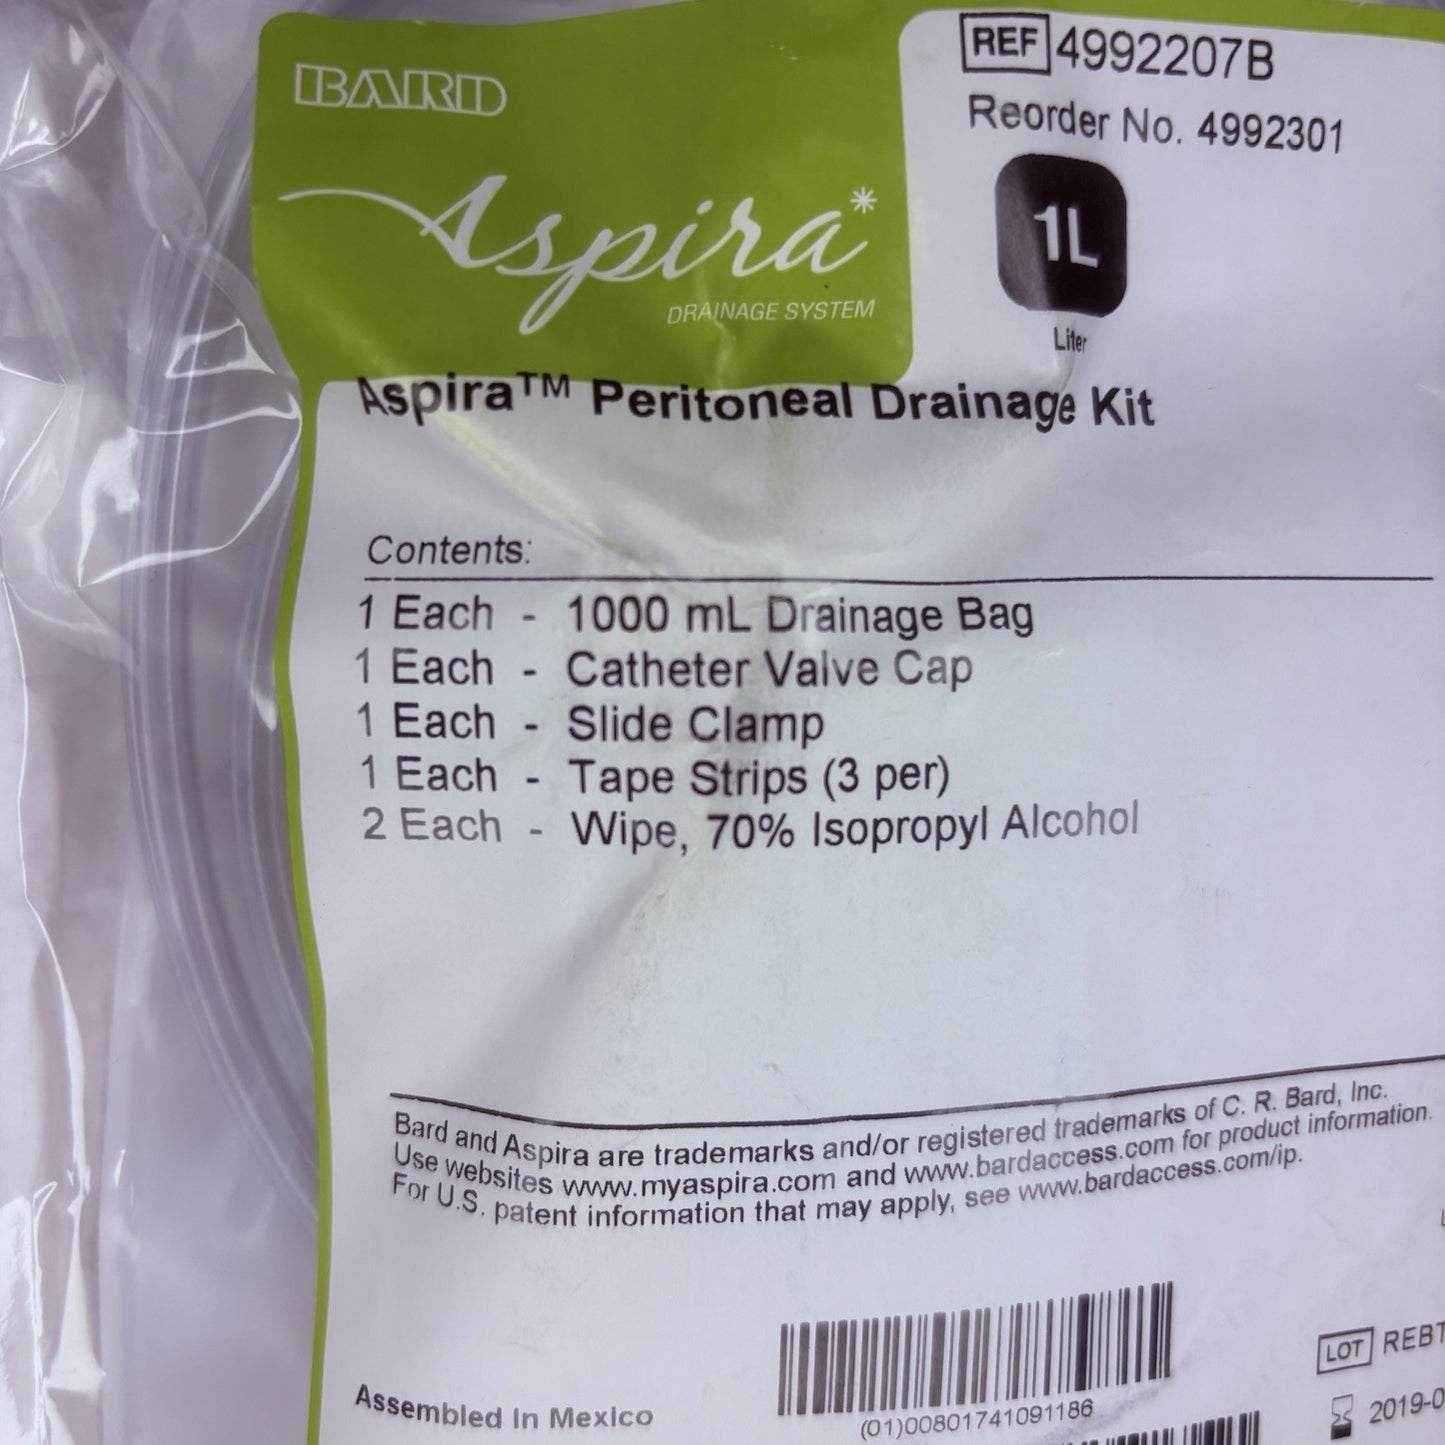 BARD
Aspira*
DRAINAGE SYSTEM
REF 4992207B
Reorder No. 4992301
1L
Liter
Aspira™ Peritoneal Drainage Kit
Contents:
1 Each - 1000 mL Drainage Bag
1 Each - Catheter Valve Cap
1 Each - Slide Clamp
1 Each - Tape Strips (3 per)
2 Each - Wipe, 70% Isopropyl Alcohol
Bard and Aspira are trademarks and/or registered trademarks of C. R. Bard, Inc.
Use websites www.myaspira.com and www.bardaccess.com for product information.
For U.S. patent information that may apply, see www.bardaccess.com/ip.
(01)00801741091186
LOT REBT
2019-0
Assembled In Mexico